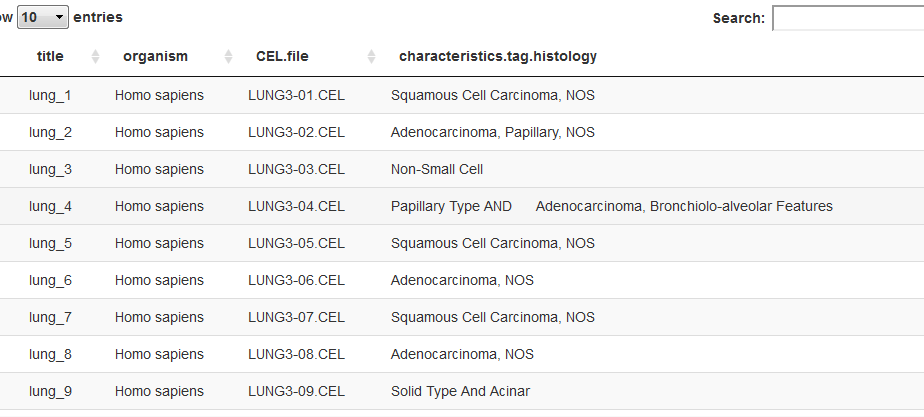 ow 10 entries Search:
title organism CEL.file characteristics.tag.histology
lung_1 Homo sapiens LUNG3-01.CEL Squamous Cell Carcinoma, NOS
lung_2 Homo sapiens LUNG3-02.CEL Adenocarcinoma, Papillary, NOS
lung_3 Homo sapiens LUNG3-03.CEL Non-Small Cell
lung_4 Homo sapiens LUNG3-04.CEL Papillary Type AND Adenocarcinoma, Bronchiolo-alveolar Features
lung_5 Homo sapiens LUNG3-05.CEL Squamous Cell Carcinoma, NOS
lung_6 Homo sapiens LUNG3-06.CEL Adenocarcinoma, NOS
lung_7 Homo sapiens LUNG3-07.CEL Squamous Cell Carcinoma, NOS
lung_8 Homo sapiens LUNG3-08.CEL Adenocarcinoma, NOS
lung_9 Homo sapiens LUNG3-09.CEL Solid Type And Acinar